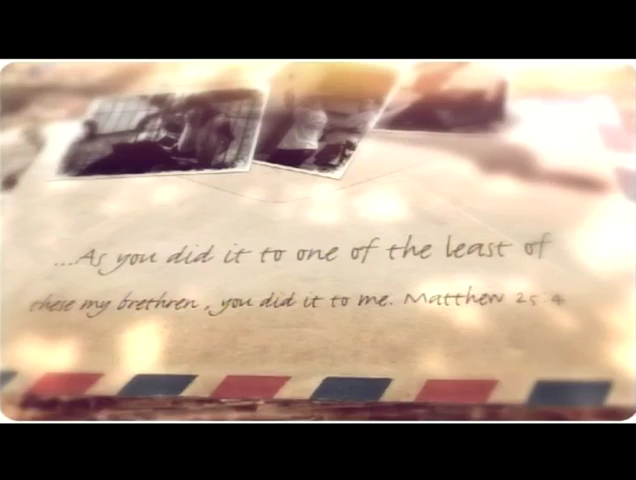 ...As you did it to one of the least of
these my brethren, you did it to me. Matthew 25:4